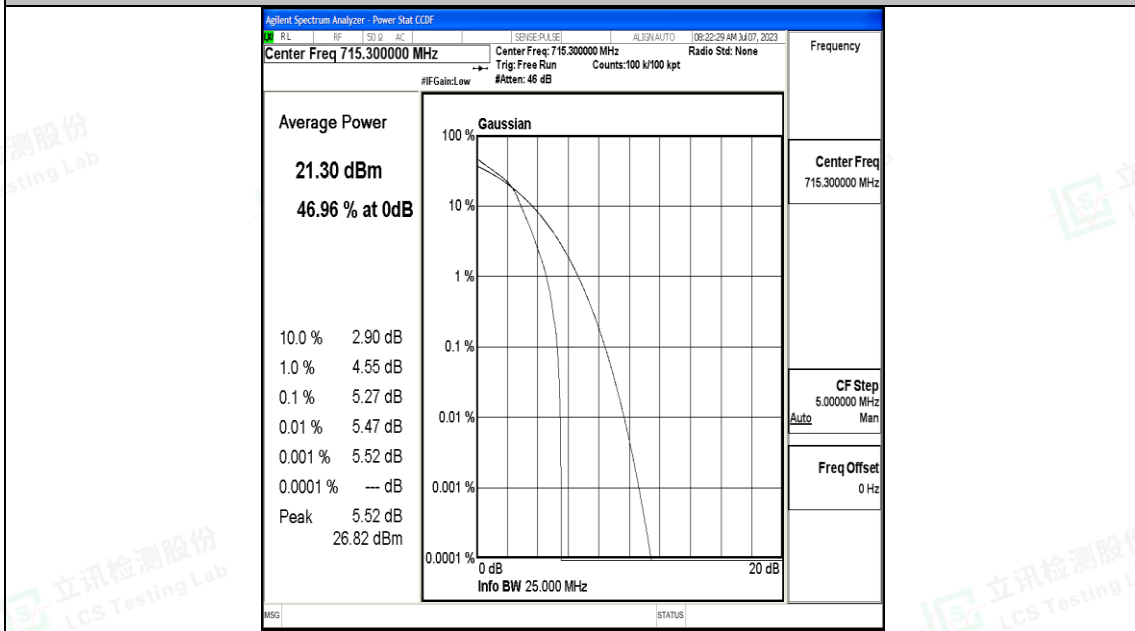 Agilent Spectrum Analyzer - Power Stat CCDF
RL RF 50 Ω AC SENSE:PULSE ALIGN AUTO 08:22:29 AM Jul 07, 2023
Center Freq 715.300000 MHz
Center Freq: 715.300000 MHz Radio Std: None
Trig: Free Run Counts:100 k/100 kpt
#IFGain:Low #Atten: 46 dB
Average Power
21.30 dBm
46.96 % at 0dB
10.0 % 2.90 dB
1.0 % 4.55 dB
0.1 % 5.27 dB
0.01 % 5.47 dB
0.001 % 5.52 dB
0.0001 % --- dB
Peak 5.52 dB
26.82 dBm
Gaussian
100 %
10 %
1 %
0.1 %
0.01 %
0.001 %
0.0001 %
0 dB 20 dB
Info BW 25.000 MHz
Frequency
Center Freq
715.300000 MHz
CF Step
5.000000 MHz
Auto Man
Freq Offset
0 Hz
MSG STATUS
立讯检测股份
LCS Testing Lab
立讯检测股份
LCS Testing L
测股份
sting Lab
立